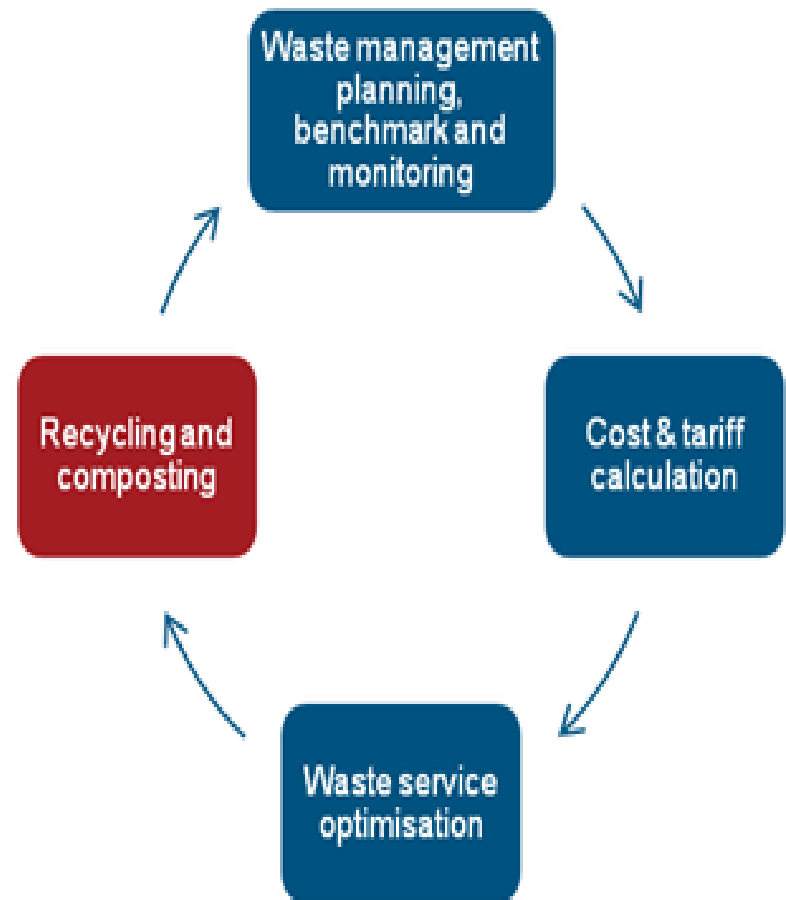 Waste management
planning,
benchmark and
monitoring
Recycling and
composting
Cost & tariff
calculation
Waste service
optimisation